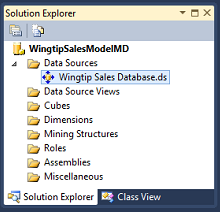 Solution Explorer
WingtipSalesModelMD
Data Sources
Wingtip Sales Database.ds
Data Source Views
Cubes
Dimensions
Mining Structures
Roles
Assemblies
Miscellaneous
Solution Explorer Class View